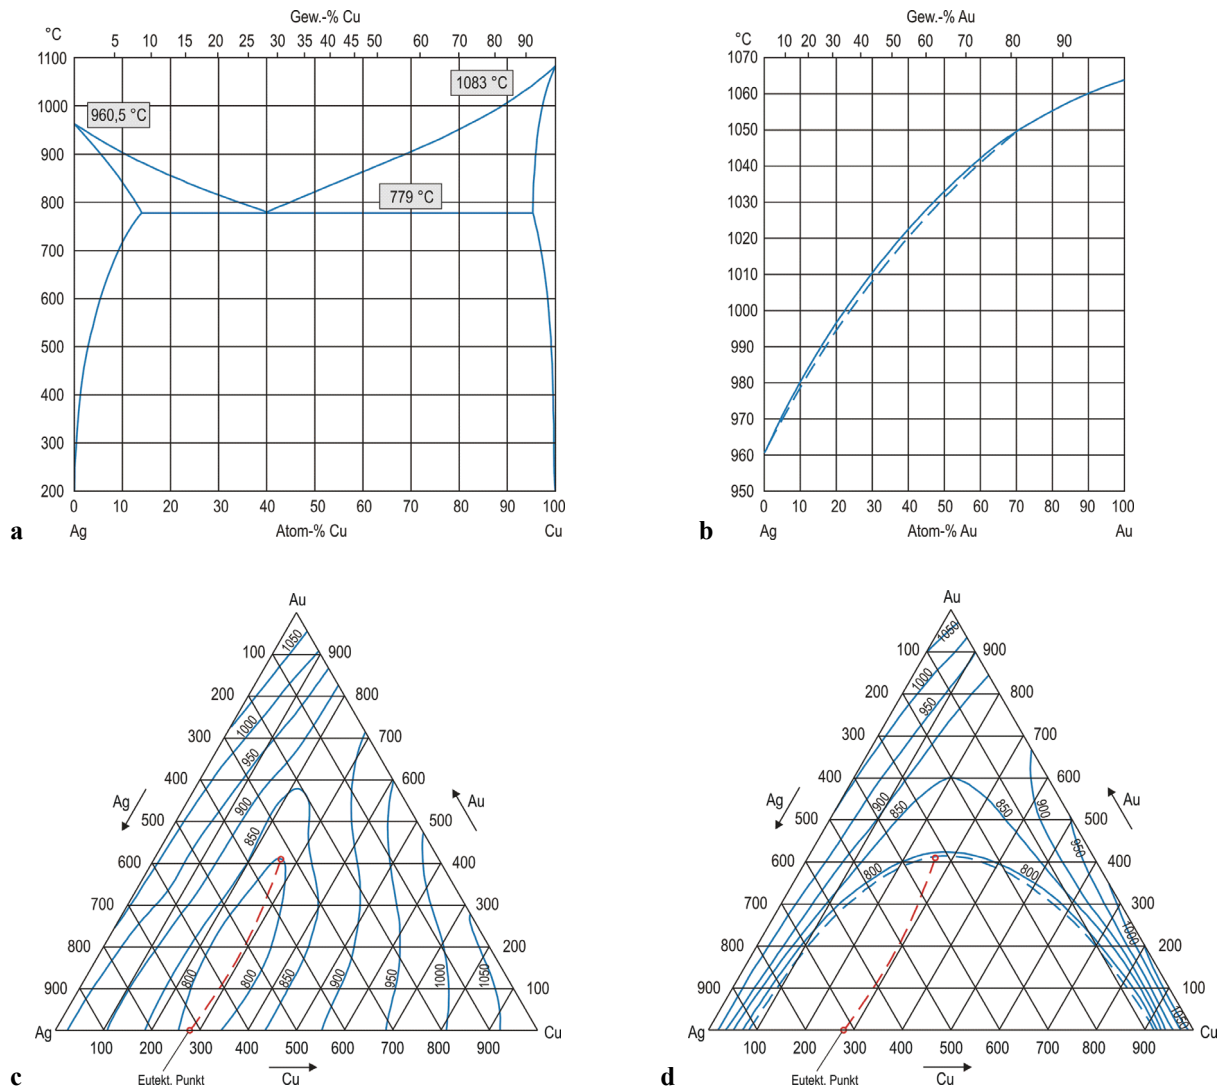 Gew.-% Cu
°C 5 10 15 20 25 30 35 40 45 50 60 70 80 90
1100
1083 °C
1000
960,5 °C
900
800
779 °C
700
600
500
400
300
200
0 10 20 30 40 50 60 70 80 90 100
a Ag Atom-% Cu Cu
Gew.-% Au
°C 10 20 30 40 50 60 70 80 90
1070
1060
1050
1040
1030
1020
1010
1000
990
980
970
960
950
0 10 20 30 40 50 60 70 80 90 100
b Ag Atom-% Au Au
Au
100 1050 900
200 800
300 1000 700
400 950 600
Ag 900 Au
500 850 500
600 400
700 300
800 200
900 800 800 850 900 950 1000 1050 100
Ag Cu
100 200 300 400 500 600 700 800 900
Eutekt. Punkt Cu
c
Au
1050
100 900
200 1000 800
300 950 700
400 600
Ag 900 850 850 900 Au
500 500
600 800 800 950 400
700 300
800 1000 200
900 100
Ag 1050 Cu
100 200 300 400 500 600 700 800 900
Eutekt. Punkt Cu
d